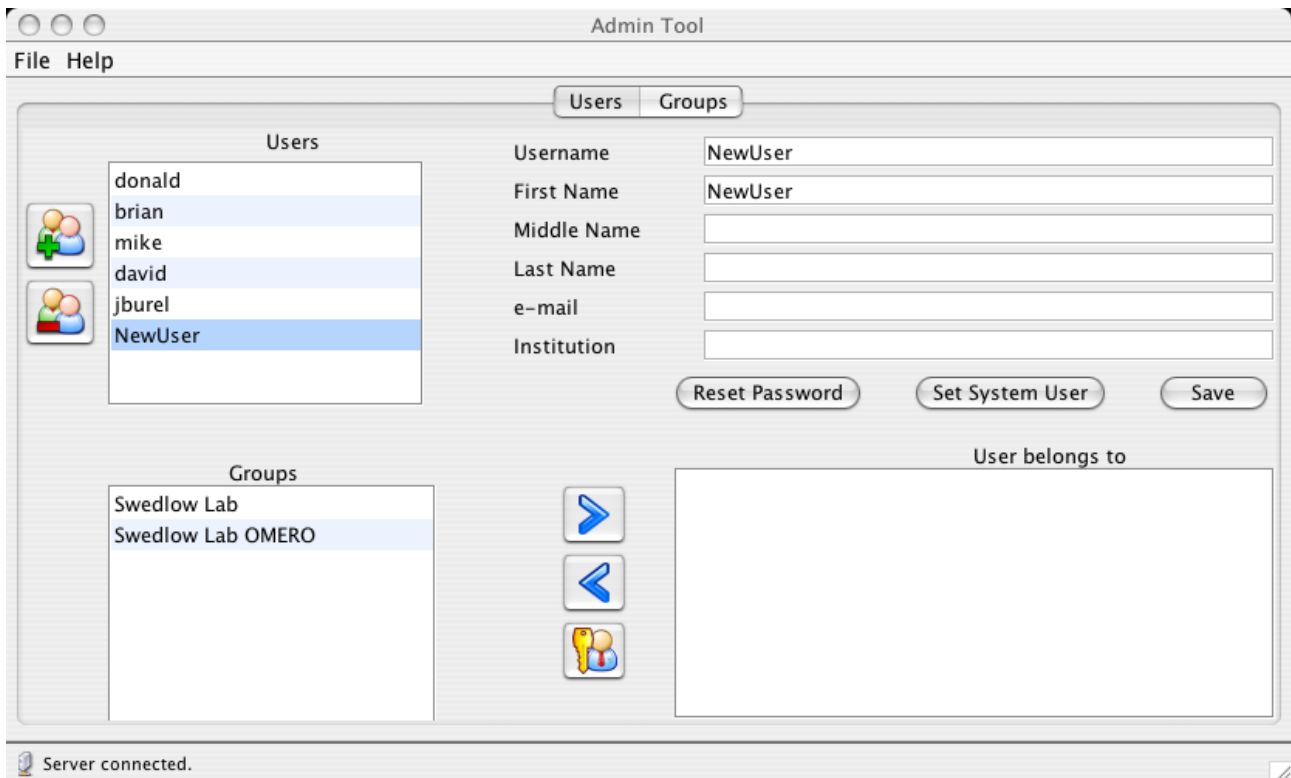 Admin Tool
File Help
Users Groups
Users
donald
brian
mike
david
jburel
NewUser
Username NewUser
First Name NewUser
Middle Name
Last Name
e-mail
Institution
Reset Password Set System User Save
Groups
Swedlow Lab
Swedlow Lab OMERO
User belongs to
Server connected.